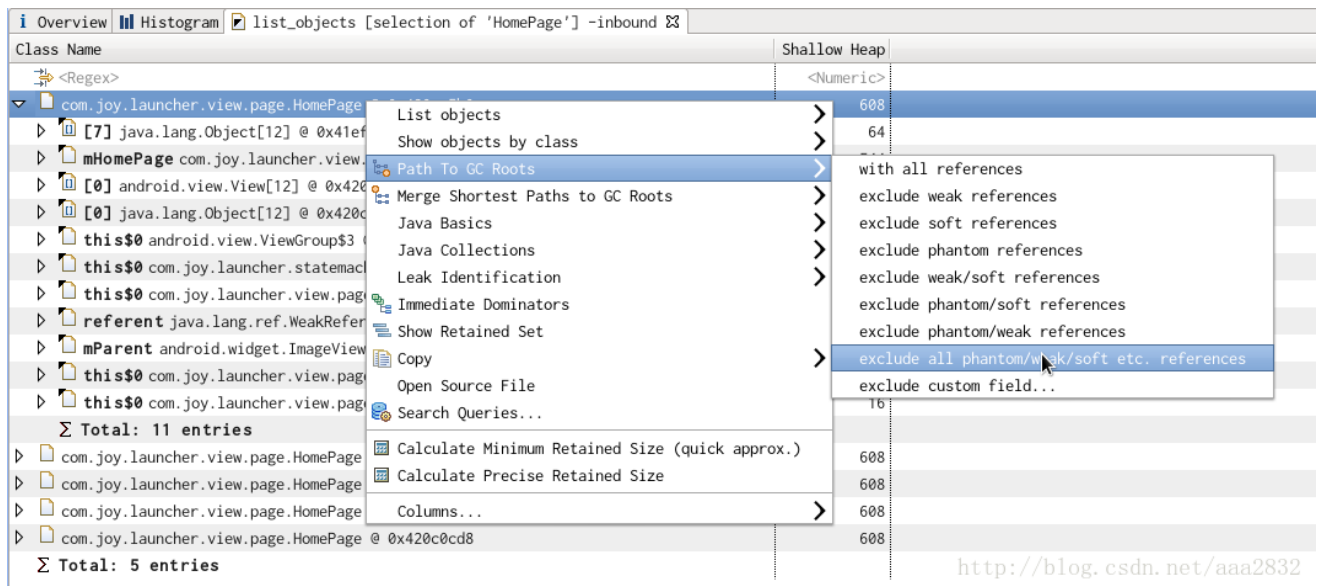 i Overview Histogram list_objects [selection of 'HomePage'] -inbound
Class Name Shallow Heap
<Regex> <Numeric>
com.joy.launcher.view.page.HomePage 608
[7] java.lang.Object[12] @ 0x41ef 64
mHomePage com.joy.launcher.view.
[0] android.view.View[12] @ 0x420
[0] java.lang.Object[12] @ 0x420c
this$0 android.view.ViewGroup$3
this$0 com.joy.launcher.statemac
this$0 com.joy.launcher.view.pag
referent java.lang.ref.WeakRefer
mParent android.widget.ImageView
this$0 com.joy.launcher.view.pag
this$0 com.joy.launcher.view.pag 16
Σ Total: 11 entries
com.joy.launcher.view.page.HomePage 608
com.joy.launcher.view.page.HomePage 608
com.joy.launcher.view.page.HomePage 608
com.joy.launcher.view.page.HomePage @ 0x420c0cd8 608
Σ Total: 5 entries
List objects
Show objects by class
Path To GC Roots
Merge Shortest Paths to GC Roots
Java Basics
Java Collections
Leak Identification
Immediate Dominators
Show Retained Set
Copy
Open Source File
Search Queries...
Calculate Minimum Retained Size (quick approx.)
Calculate Precise Retained Size
Columns...
with all references
exclude weak references
exclude soft references
exclude phantom references
exclude weak/soft references
exclude phantom/soft references
exclude phantom/weak references
exclude all phantom/weak/soft etc. references
exclude custom field...
http://blog.csdn.net/aaa2832